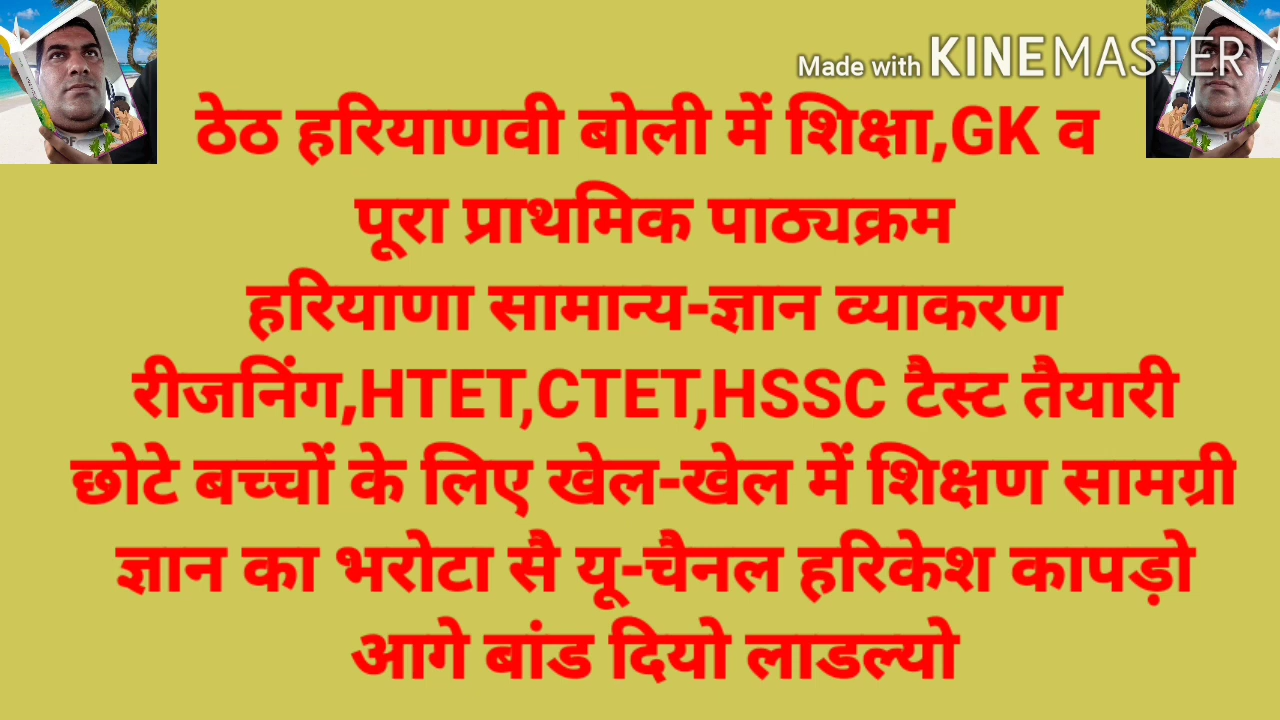 Made with KINEMASTER
ठेठ हरियाणवी बोली में शिक्षा,GK व
पूरा प्राथमिक पाठ्यक्रम
हरियाणा सामान्य-ज्ञान व्याकरण
रीजनिंग,HTET,CTET,HSSC टैस्ट तैयारी
छोटे बच्चों के लिए खेल-खेल में शिक्षण सामग्री
ज्ञान का भरोटा सै यू-चैनल हरिकेश कापड़ो
आगे बांड दियो लाडल्यो